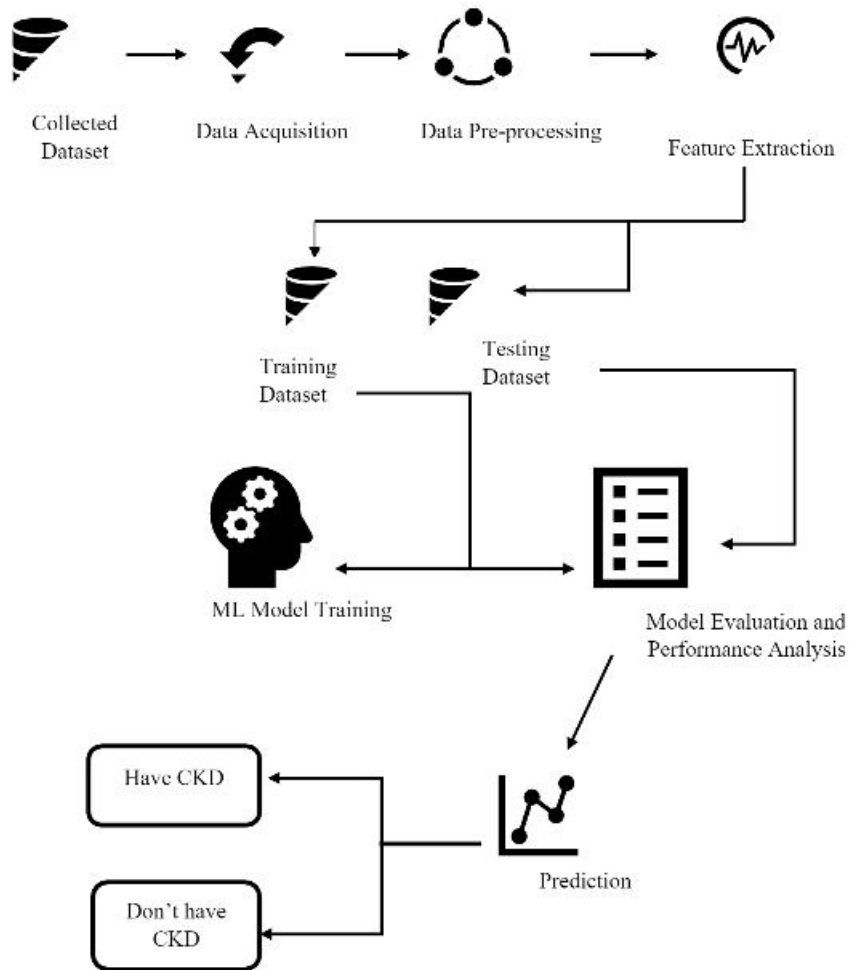 Collected
Dataset
Data Acquisition
Data Pre-processing
Feature Extraction
Training
Dataset
Testing
Dataset
ML Model Training
Model Evaluation and
Performance Analysis
Have CKD
Prediction
Don't have
CKD